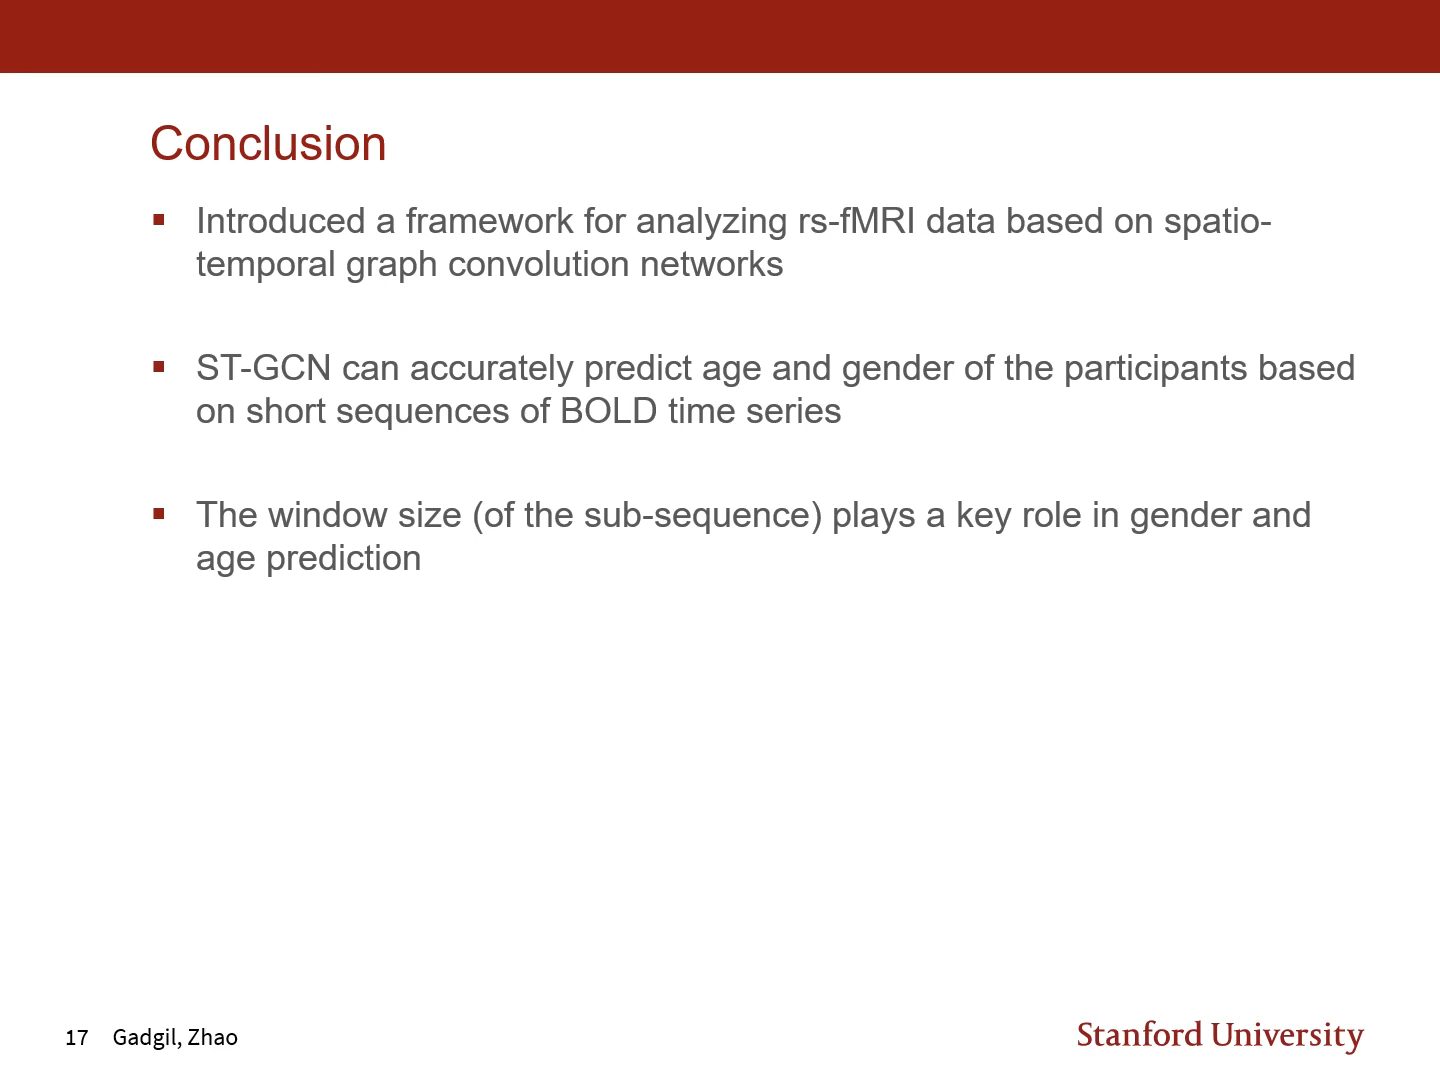 Conclusion
Introduced a framework for analyzing rs-fMRI data based on spatio-
temporal graph convolution networks
ST-GCN can accurately predict age and gender of the participants based
on short sequences of BOLD time series
The window size (of the sub-sequence) plays a key role in gender and
age prediction
17 Gadgil, Zhao
Stanford University